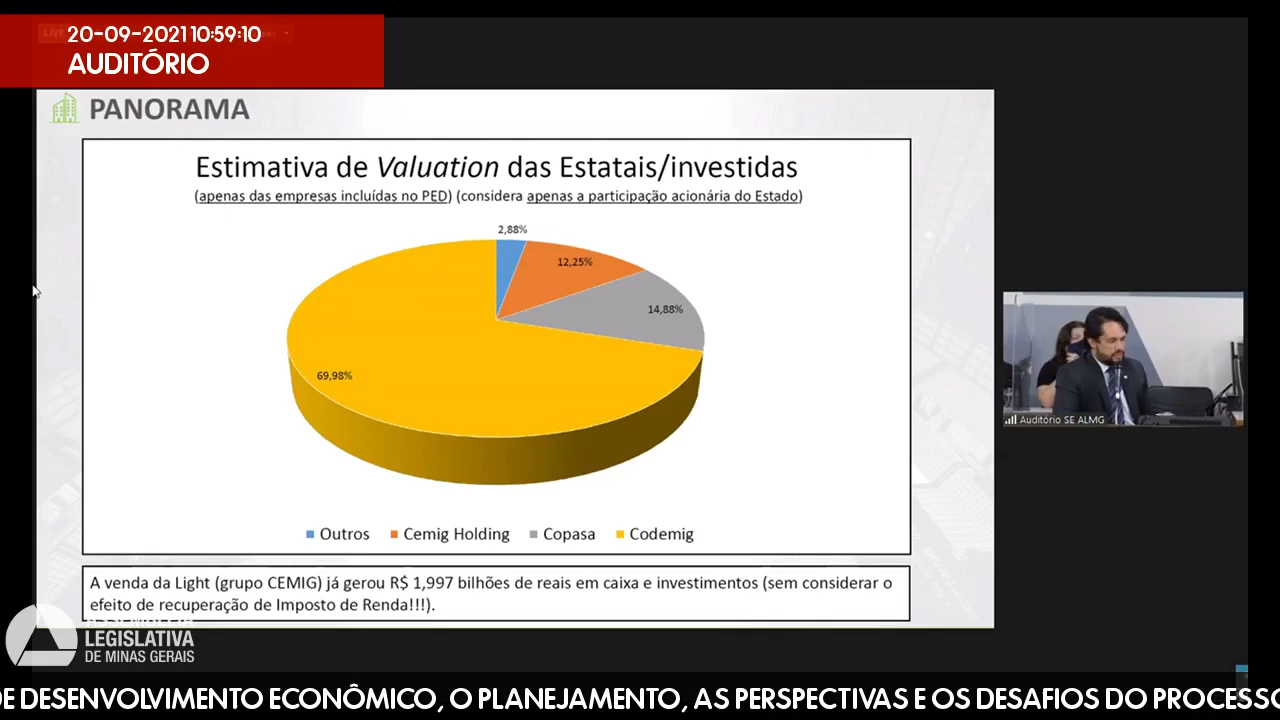 LIVE
20-09-2021 10:59:10
AUDITÓRIO
PANORAMA
Estimativa de Valuation das Estatais/investidas
(apenas das empresas incluídas no PED) (considera apenas a participação acionária do Estado)
2,88%
12,25%
14,88%
69,98%
Outros Cemig Holding Copasa Codemig
A venda da Light (grupo CEMIG) já gerou R$ 1,997 bilhões de reais em caixa e investimentos (sem considerar o
efeito de recuperação de Imposto de Renda!!!).
Auditório SE ALMG
ASSEMBLEIA
LEGISLATIVA
DE MINAS GERAIS
DE DESENVOLVIMENTO ECONÔMICO, O PLANEJAMENTO, AS PERSPECTIVAS E OS DESAFIOS DO PROCESSO